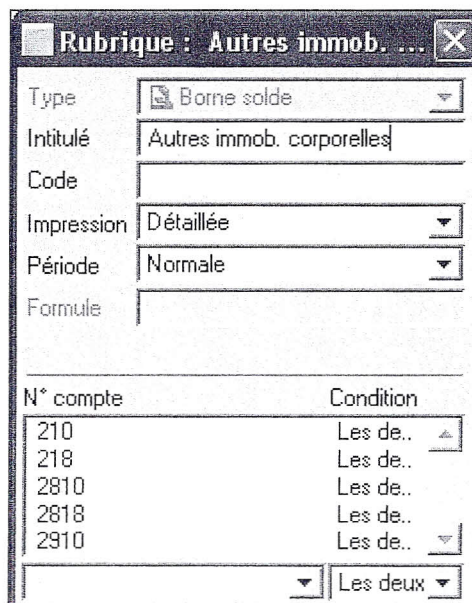 Rubrique : Autres immob. ...
Type Borne solde
Intitulé Autres immob. corporelles
Code
Impression Détaillée
Période Normale
Formule
N° compte Condition
210 Les de..
218 Les de..
2810 Les de..
2818 Les de..
2910 Les de..
Les deux